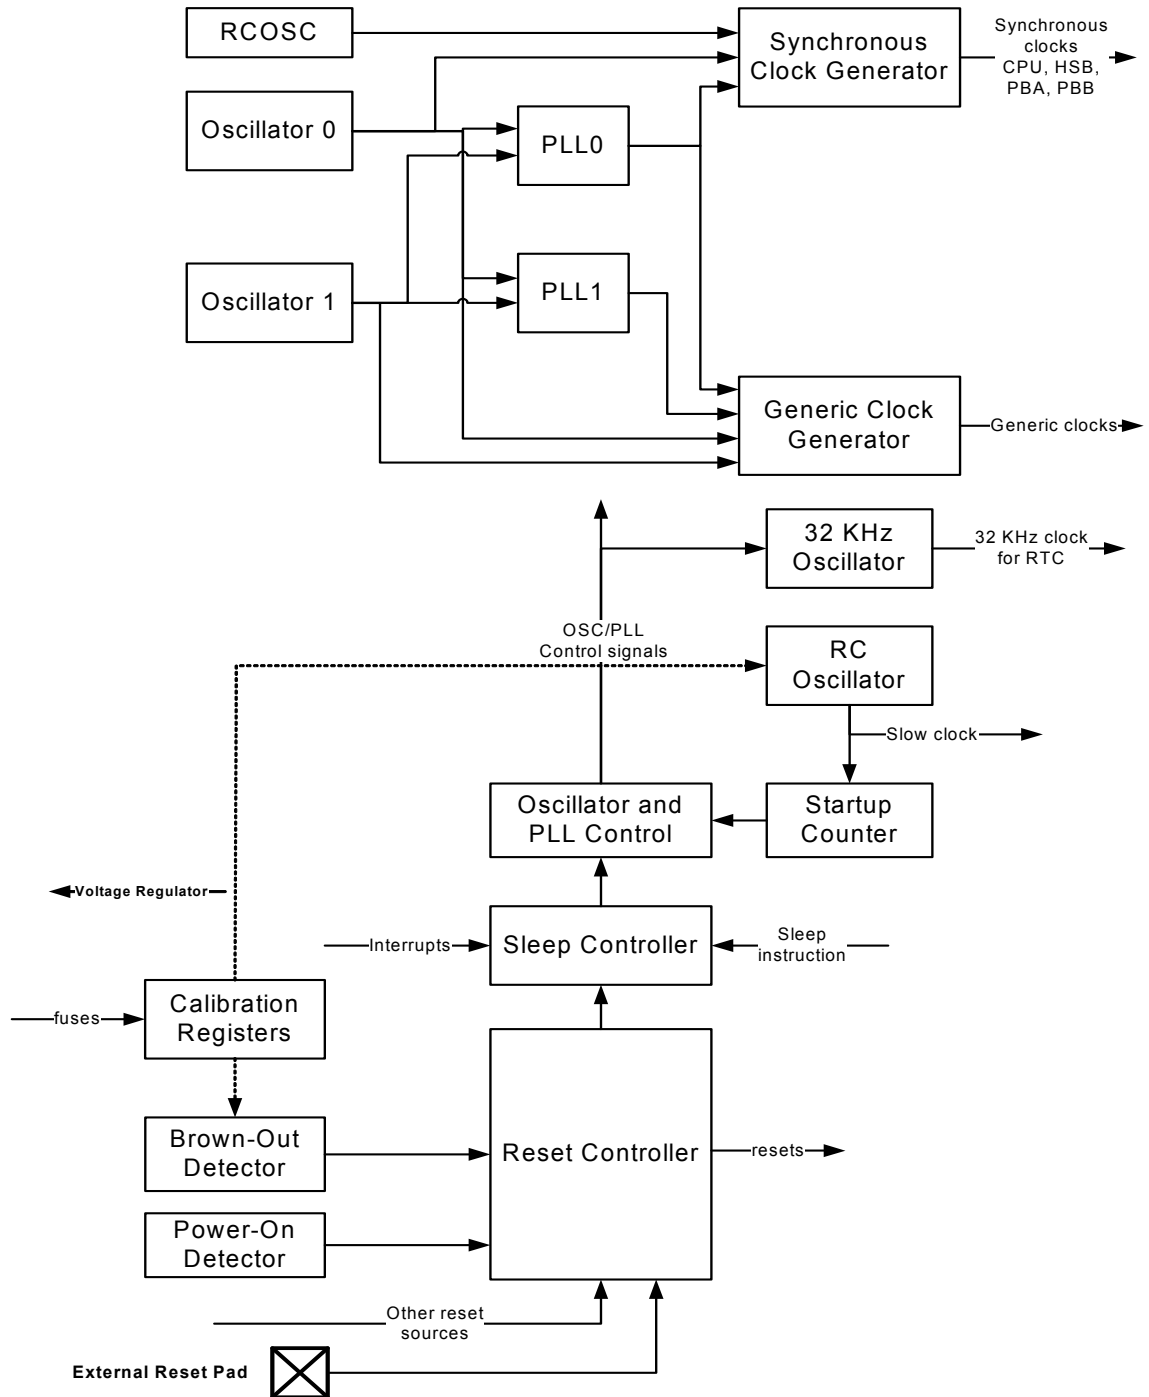 RCOSC
Synchronous
Clock Generator
Synchronous
clocks
CPU, HSB,
PBA, PBB
Oscillator 0
PLL0
Oscillator 1
PLL1
Generic Clock
Generator
Generic clocks
32 KHz
Oscillator
32 KHz clock
for RTC
OSC/PLL
Control signals
RC
Oscillator
Slow clock
Oscillator and
PLL Control
Startup
Counter
Voltage Regulator
Interrupts
Sleep Controller
Sleep
instruction
fuses
Calibration
Registers
Brown-Out
Detector
Reset Controller
resets
Power-On
Detector
Other reset
sources
External Reset Pad